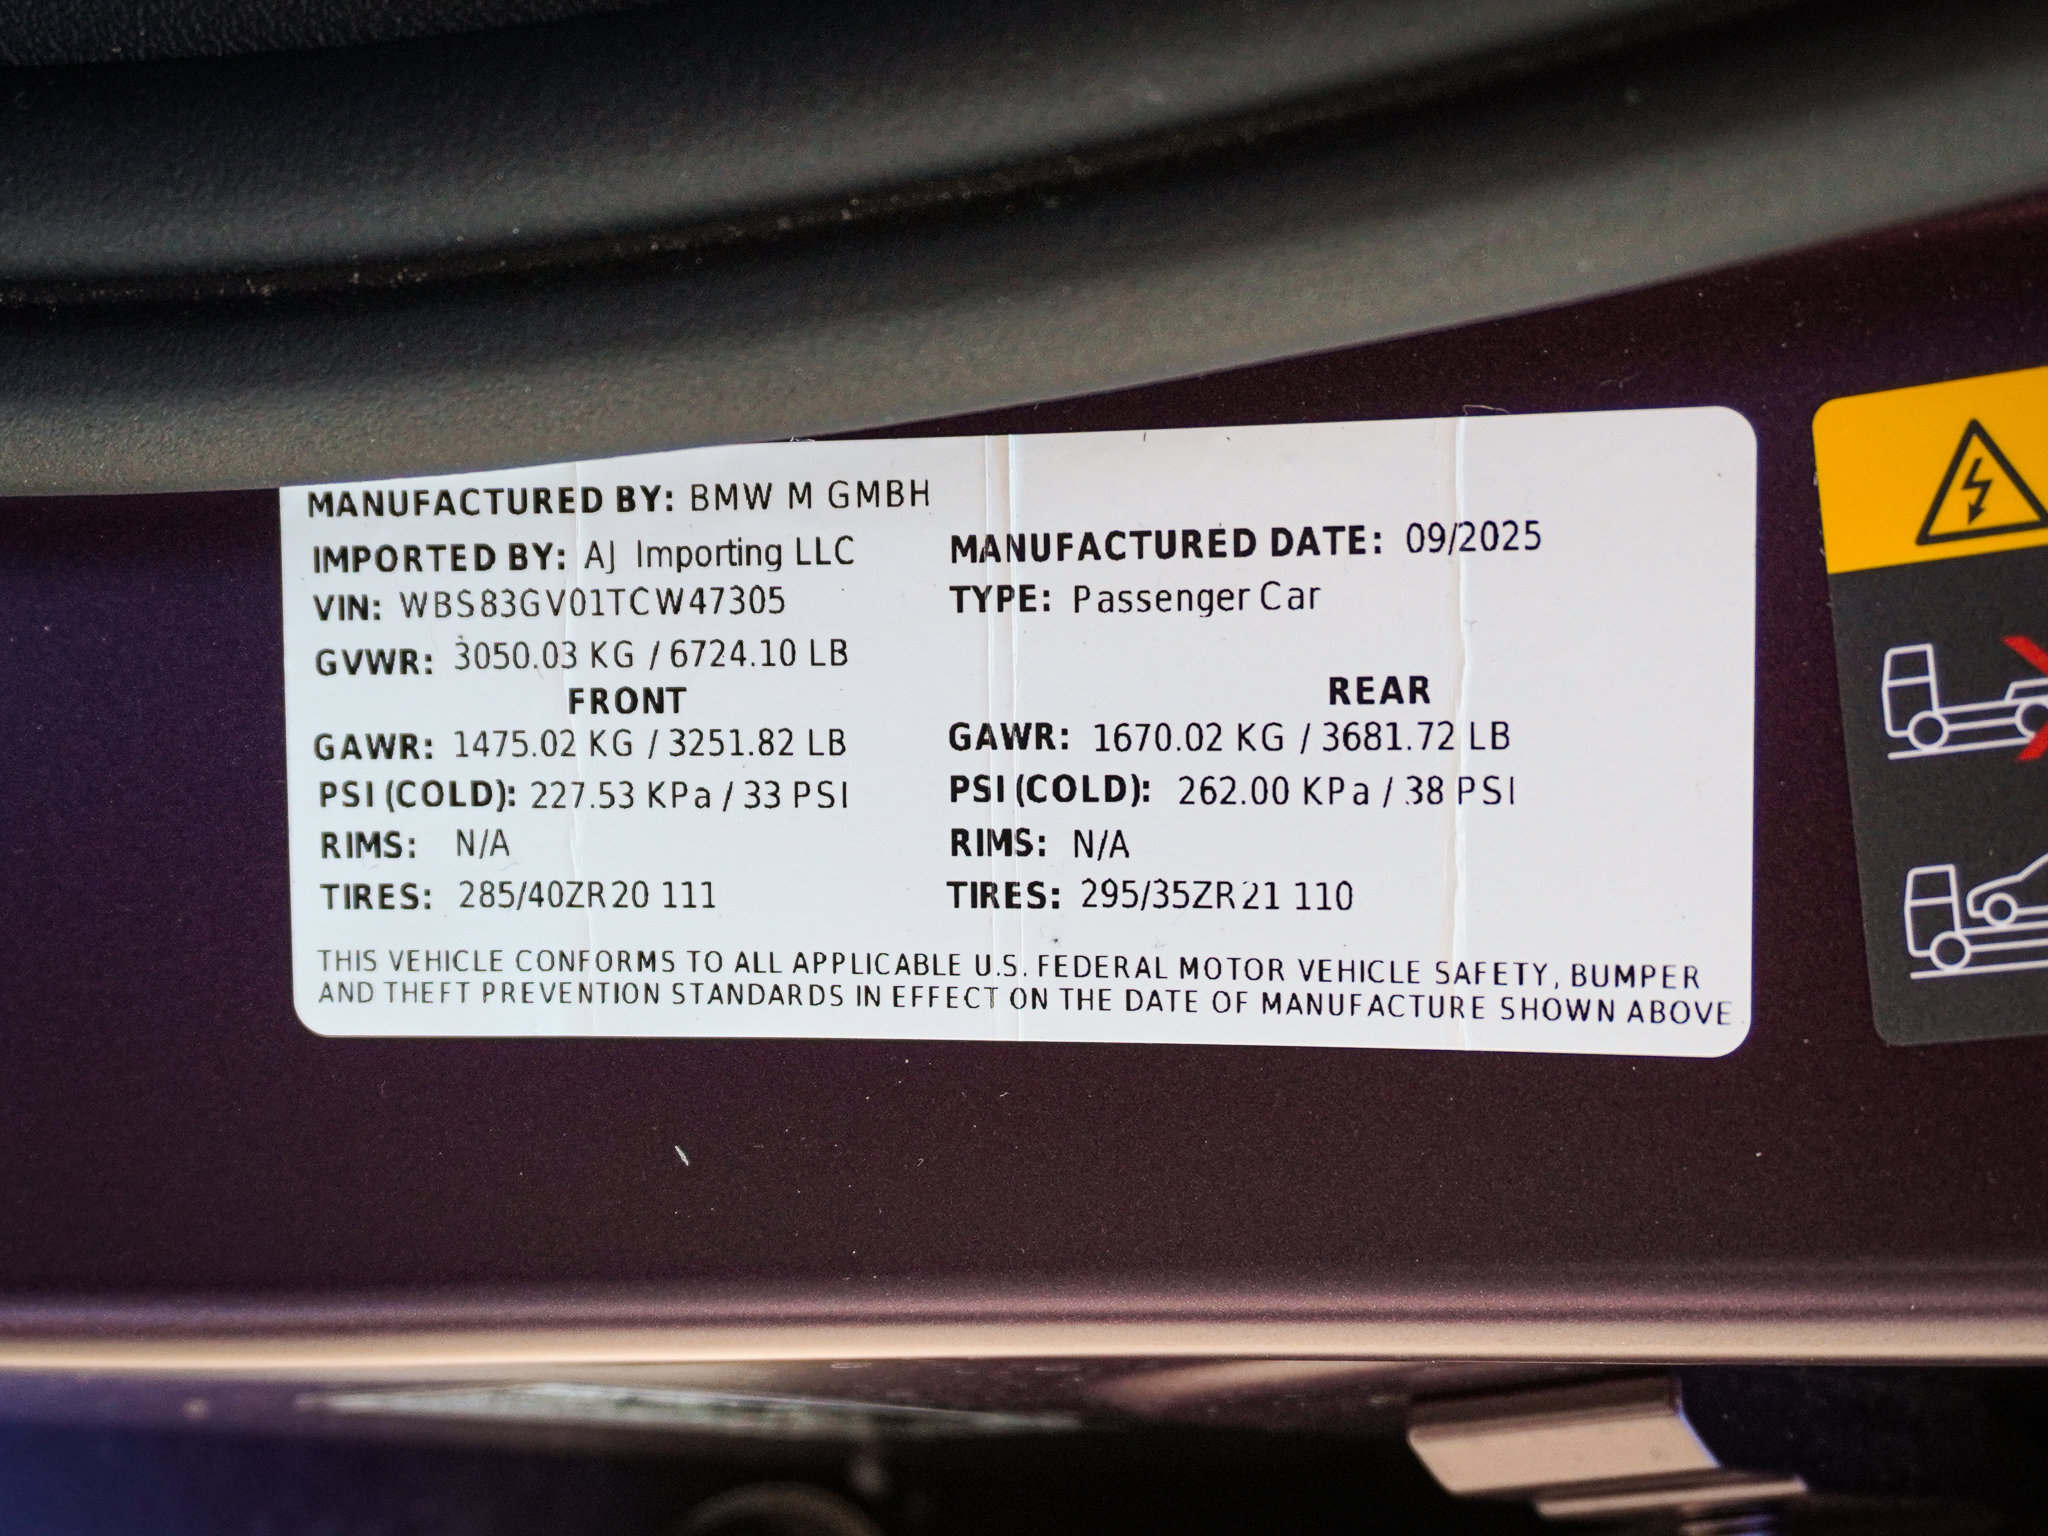 MANUFACTURED BY: BMW M GMBH
IMPORTED BY: AJ Importing LLC
MANUFACTURED DATE: 09/2025
VIN: WBS83GV01TCW47305
TYPE: Passenger Car
GVWR: 3050.03 KG / 6724.10 LB
FRONT
REAR
GAWR: 1475.02 KG / 3251.82 LB
GAWR: 1670.02 KG / 3681.72 LB
PSI (COLD): 227.53 KPa / 33 PSI
PSI (COLD): 262.00 KPa / 38 PSI
RIMS: N/A
RIMS: N/A
TIRES: 285/40ZR20 111
TIRES: 295/35ZR21 110
THIS VEHICLE CONFORMS TO ALL APPLICABLE U.S. FEDERAL MOTOR VEHICLE SAFETY, BUMPER
AND THEFT PREVENTION STANDARDS IN EFFECT ON THE DATE OF MANUFACTURE SHOWN ABOVE.